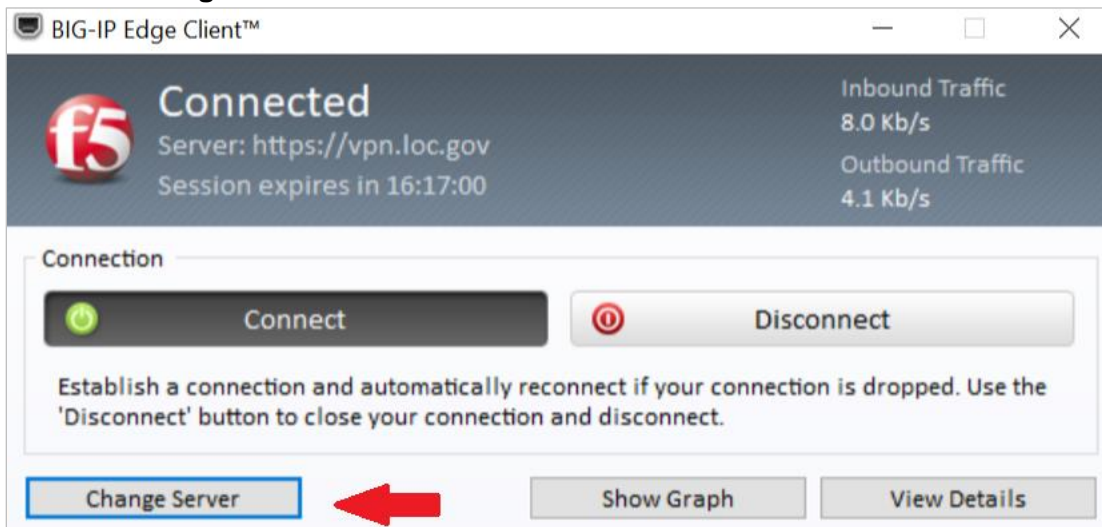 BIG-IP Edge Client™
Connected
Server: https://vpn.loc.gov
Session expires in 16:17:00
Inbound Traffic
8.0 Kb/s
Outbound Traffic
4.1 Kb/s
f5
Connection
Connect
Disconnect
Establish a connection and automatically reconnect if your connection is dropped. Use the
'Disconnect' button to close your connection and disconnect.
Change Server
Show Graph
View Details